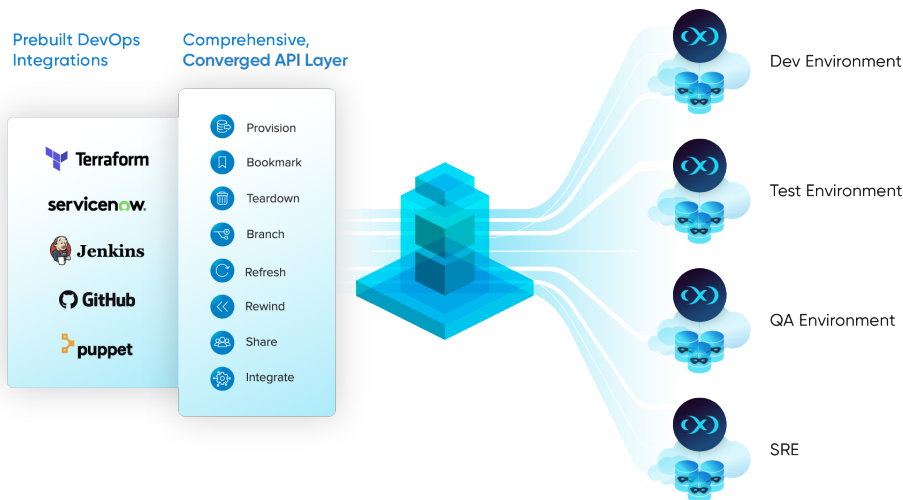 Prebuilt DevOps
Integrations
Comprehensive,
Converged API Layer
Terraform
servicenow.
Jenkins
GitHub
puppet
Provision
Bookmark
Teardown
Branch
Refresh
Rewind
Share
Integrate
Dev Environment
Test Environment
QA Environment
SRE